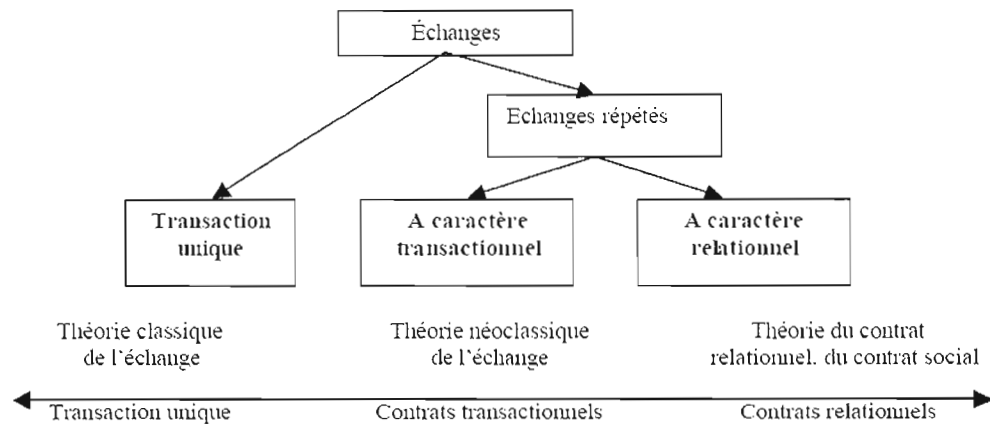 Échanges
Echanges répétés
Transaction
unique
A caractère
transactionnel
A caractère
relationnel
Théorie classique
de l'échange
Théorie néoclassique
de l'échange
Théorie du contrat
relationnel. du contrat social
Transaction unique
Contrats transactionnels
Contrats relationnels